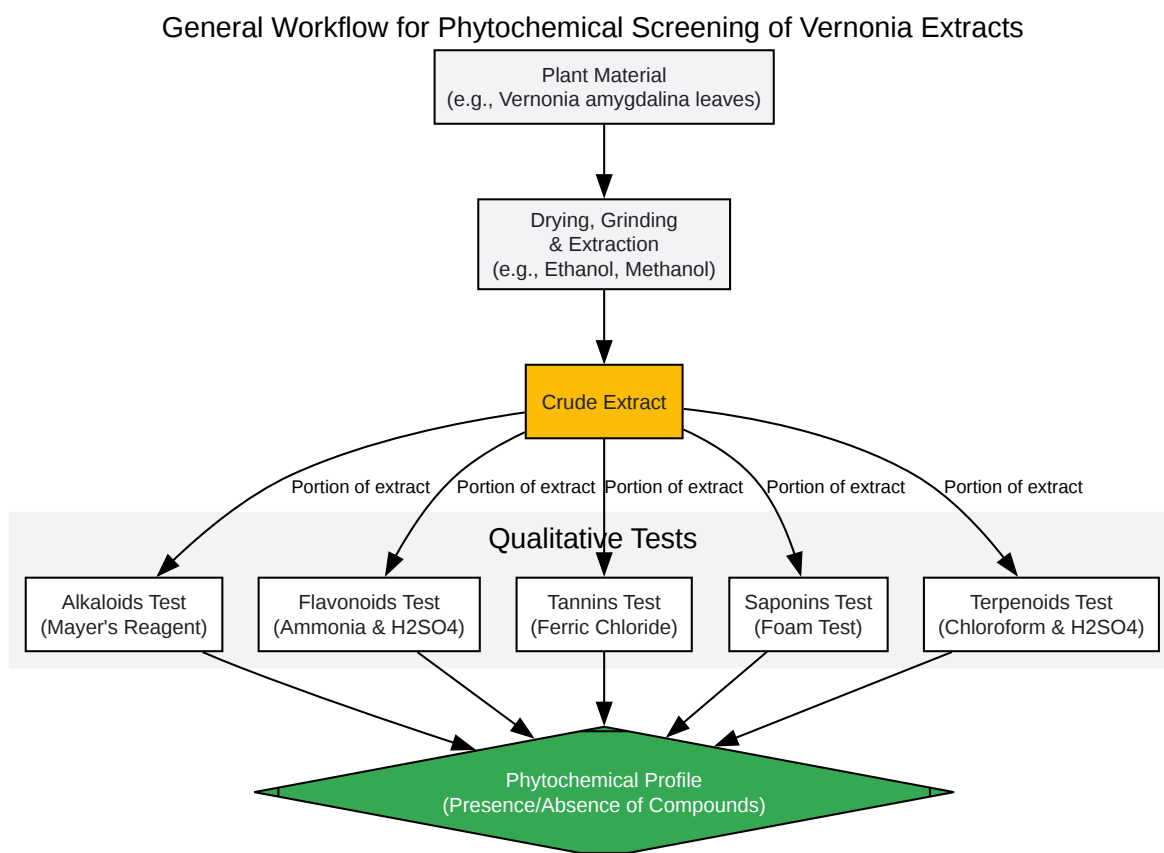 General Workflow for Phytochemical Screening of Vernonia Extracts
Plant Material
(e.g., Vernonia amygdalina leaves)
Drying, Grinding
& Extraction
(e.g., Ethanol, Methanol)
Crude Extract
Portion of extract
Portion of extract
Portion of extract
Portion of extract
Portion of extract
Qualitative Tests
Alkaloids Test
(Mayer's Reagent)
Flavonoids Test
(Ammonia & H2SO4)
Tannins Test
(Ferric Chloride)
Saponins Test
(Foam Test)
Terpenoids Test
(Chloroform & H2SO4)
Phytochemical Profile
(Presence/Absence of Compounds)